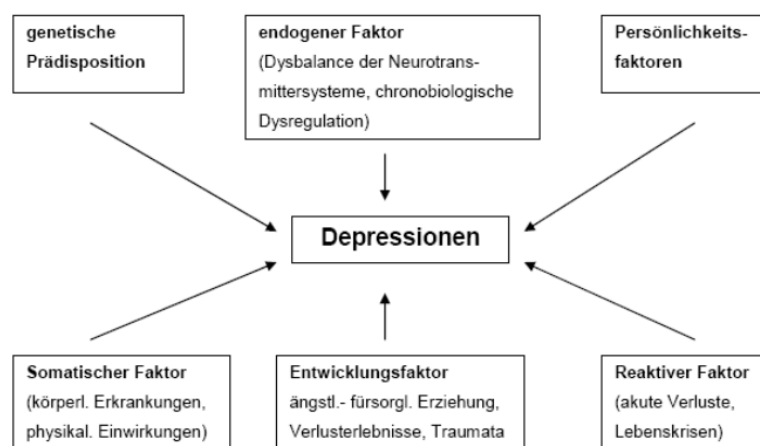 genetische
Prädisposition
endogener Faktor
(Dysbalance der Neurotrans-
mittersysteme, chronobiologische
Dysregulation)
Persönlichkeits-
faktoren
Depressionen
Somatischer Faktor
(körperl. Erkrankungen,
physikal. Einwirkungen)
Entwicklungsfaktor
ängstl.- fürsorgl. Erziehung,
Verlusterlebnisse, Traumata
Reaktiver Faktor
(akute Verluste,
Lebenskrisen)